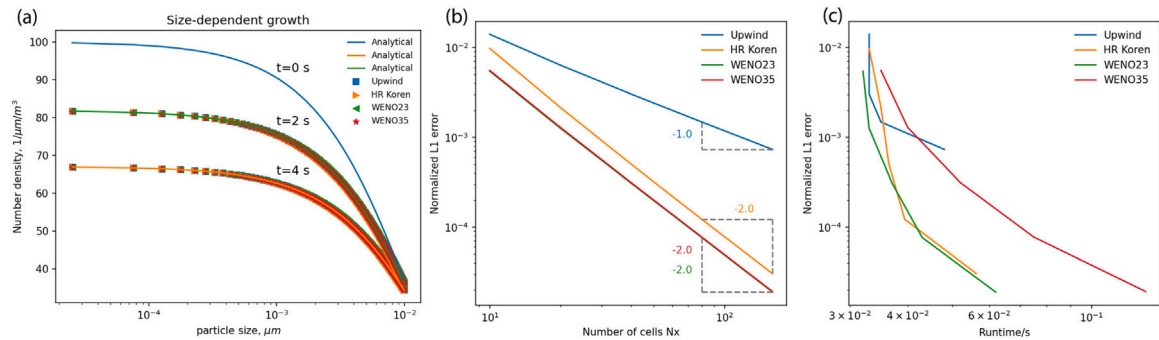 (a)
Size-dependent growth
Number density, 1/μm/m³
100
90
80
70
60
50
40
10⁻⁴
10⁻³
10⁻²
particle size, μm
t=0 s
t=2 s
t=4 s
Analytical
Analytical
Analytical
Upwind
HR Koren
WENO23
WENO35
(b)
Normalized L1 error
10⁻²
10⁻³
10⁻⁴
10¹
10²
Number of cells Nx
Upwind
HR Koren
WENO23
WENO35
-1.0
-2.0
-2.0
-2.0
(c)
Normalized L1 error
10⁻²
10⁻³
10⁻⁴
3×10⁻²
4×10⁻²
6×10⁻²
10⁻¹
Runtime/s
Upwind
HR Koren
WENO23
WENO35